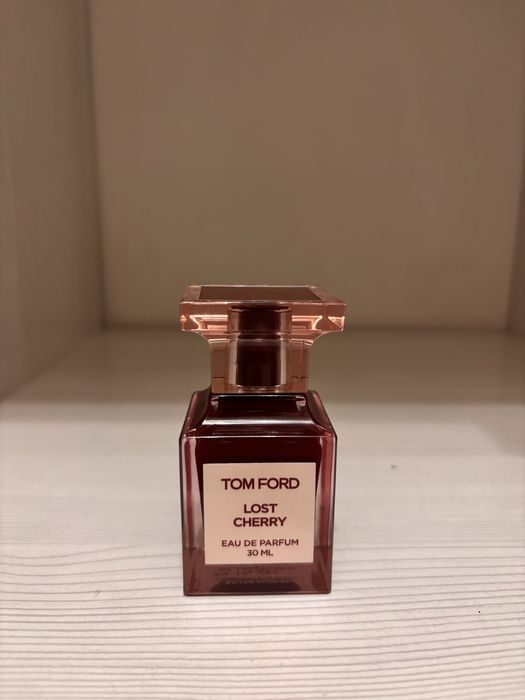 TOM FORD
LOST
CHERRY
EAU DE PARFUM
30 ML